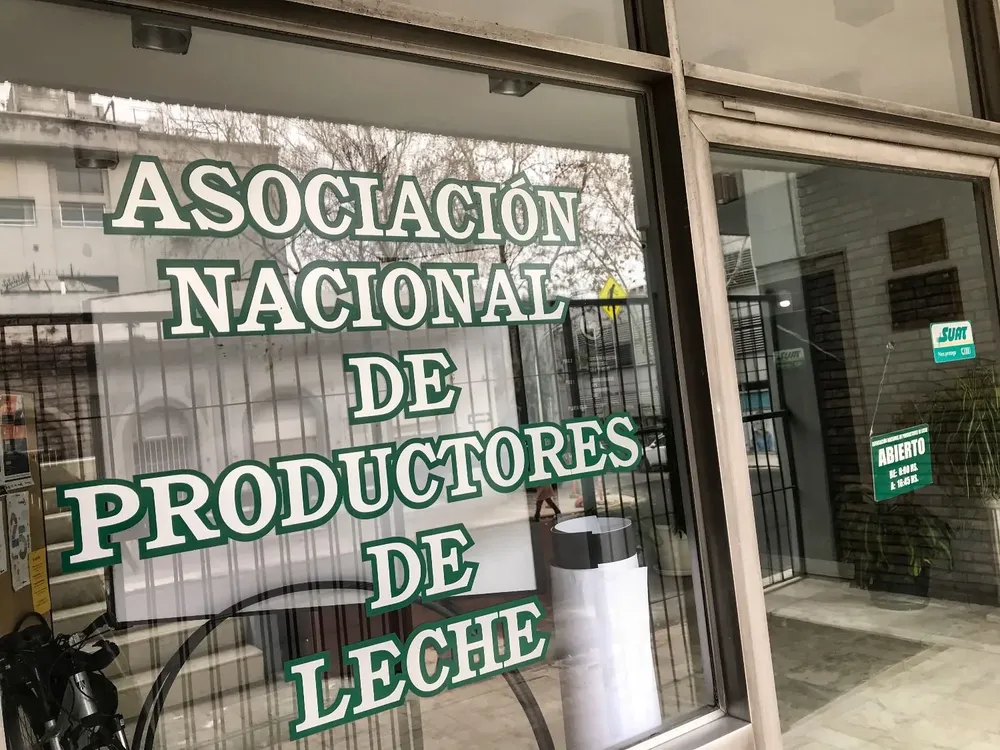 ASOCIACIÓN
NACIONAL
DE
PRODUCTORES
DE
LECHE
SUAT
ABIERTO